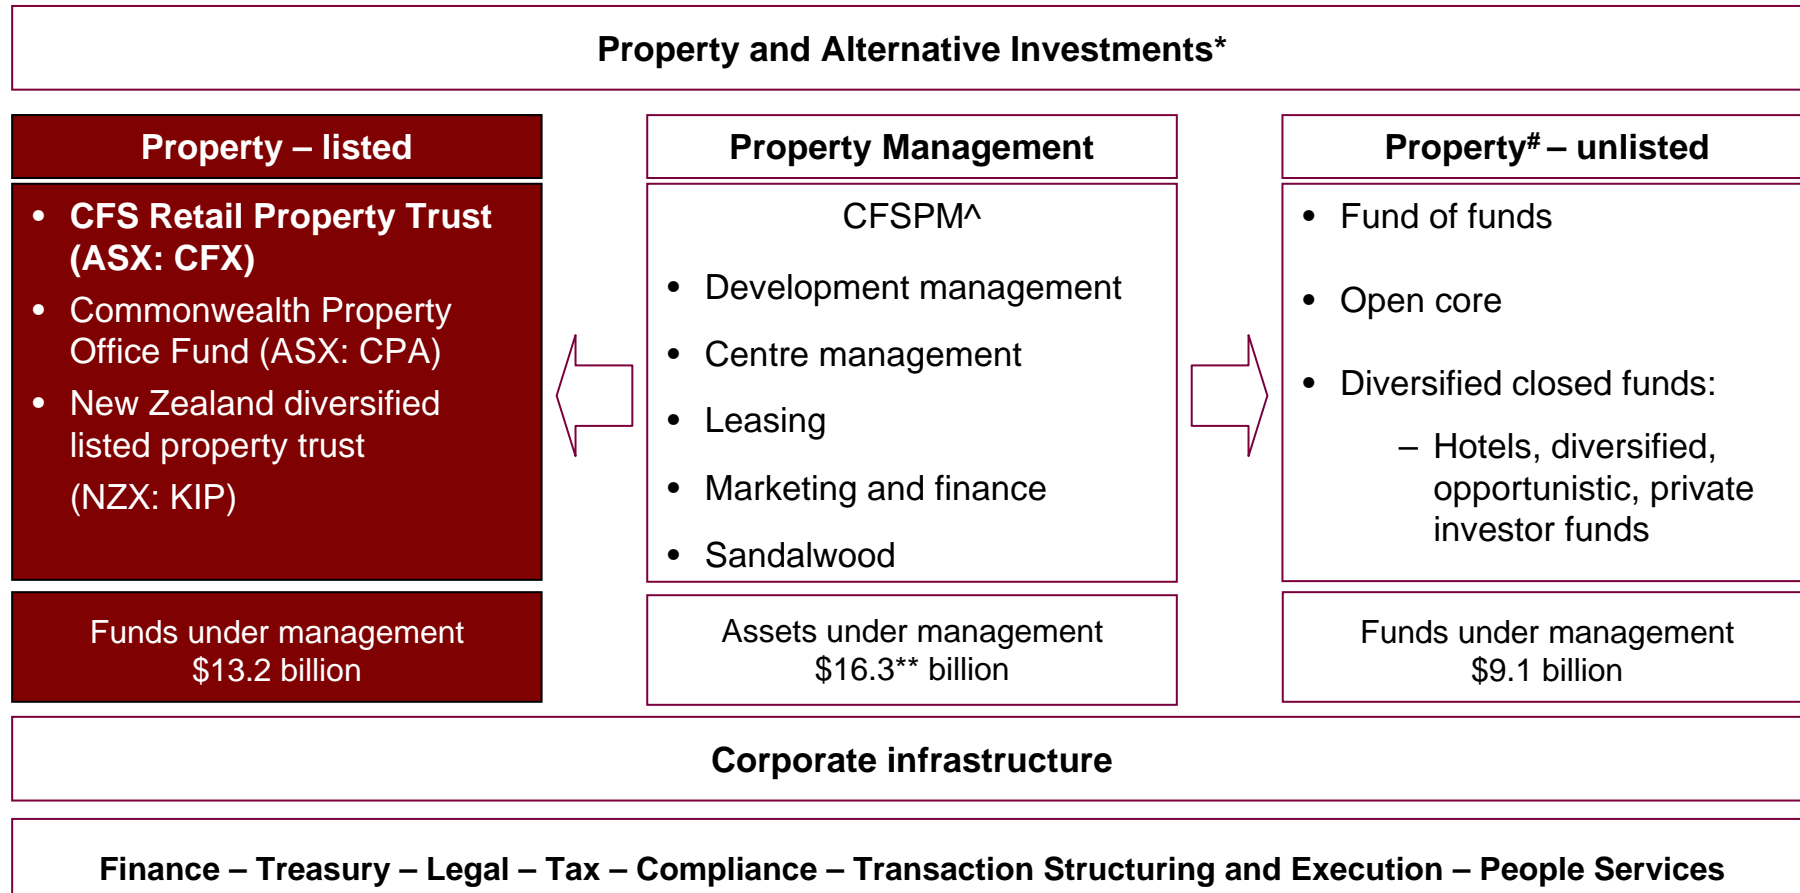 Property and Alternative Investments*
Property – listed
• CFS Retail Property Trust
(ASX: CFX)
• Commonwealth Property
Office Fund (ASX: CPA)
• New Zealand diversified
listed property trust
(NZX: KIP)
Funds under management
$13.2 billion
Property Management
CFSPM^
• Development management
• Centre management
• Leasing
• Marketing and finance
• Sandalwood
Assets under management
$16.3** billion
Property# – unlisted
• Fund of funds
• Open core
• Diversified closed funds:
– Hotels, diversified,
opportunistic, private
investor funds
Funds under management
$9.1 billion
Corporate infrastructure
Finance – Treasury – Legal – Tax – Compliance – Transaction Structuring and Execution – People Services